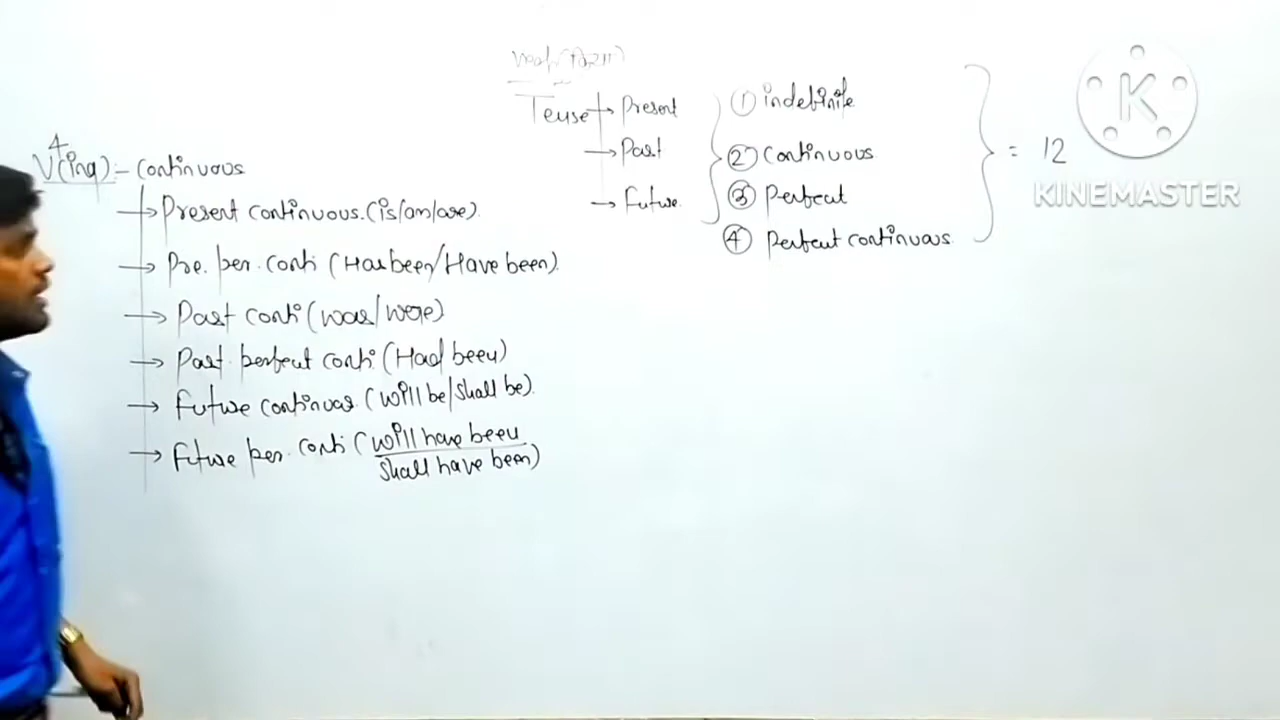 Tense → Present
→ Past
→ Future
① indefinite
② Continuous
③ Perfect
④ Perfect continuous
= 12
KINEMASTER
V4(ing) :- Continuous
→ Present continuous. (is/am/are).
→ Pre. per. conti (Has been/Have been).
→ Past conti (was/were)
→ Past perfect conti. (Had been)
→ Future continuous. (will be/shall be).
→ Future per. conti (will have been
shall have been)